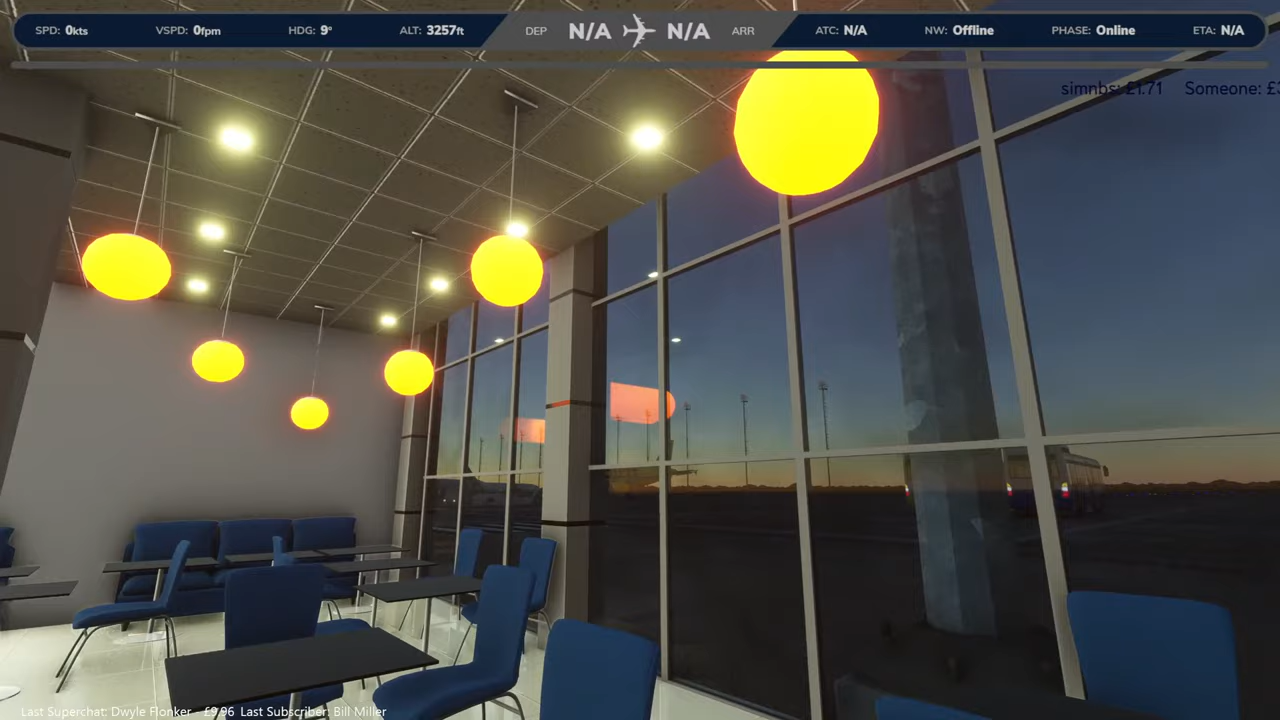 SPD: 0kts VSPD: 0fpm HDG: 9° ALT: 3257ft DEP N/A N/A ARR ATC: N/A NW: Offline PHASE: Online ETA: N/A
simnbs: £1.71 Someone: £
Last Superchat: Dwyle Flonker - £9.96 Last Subscriber: Bill Miller